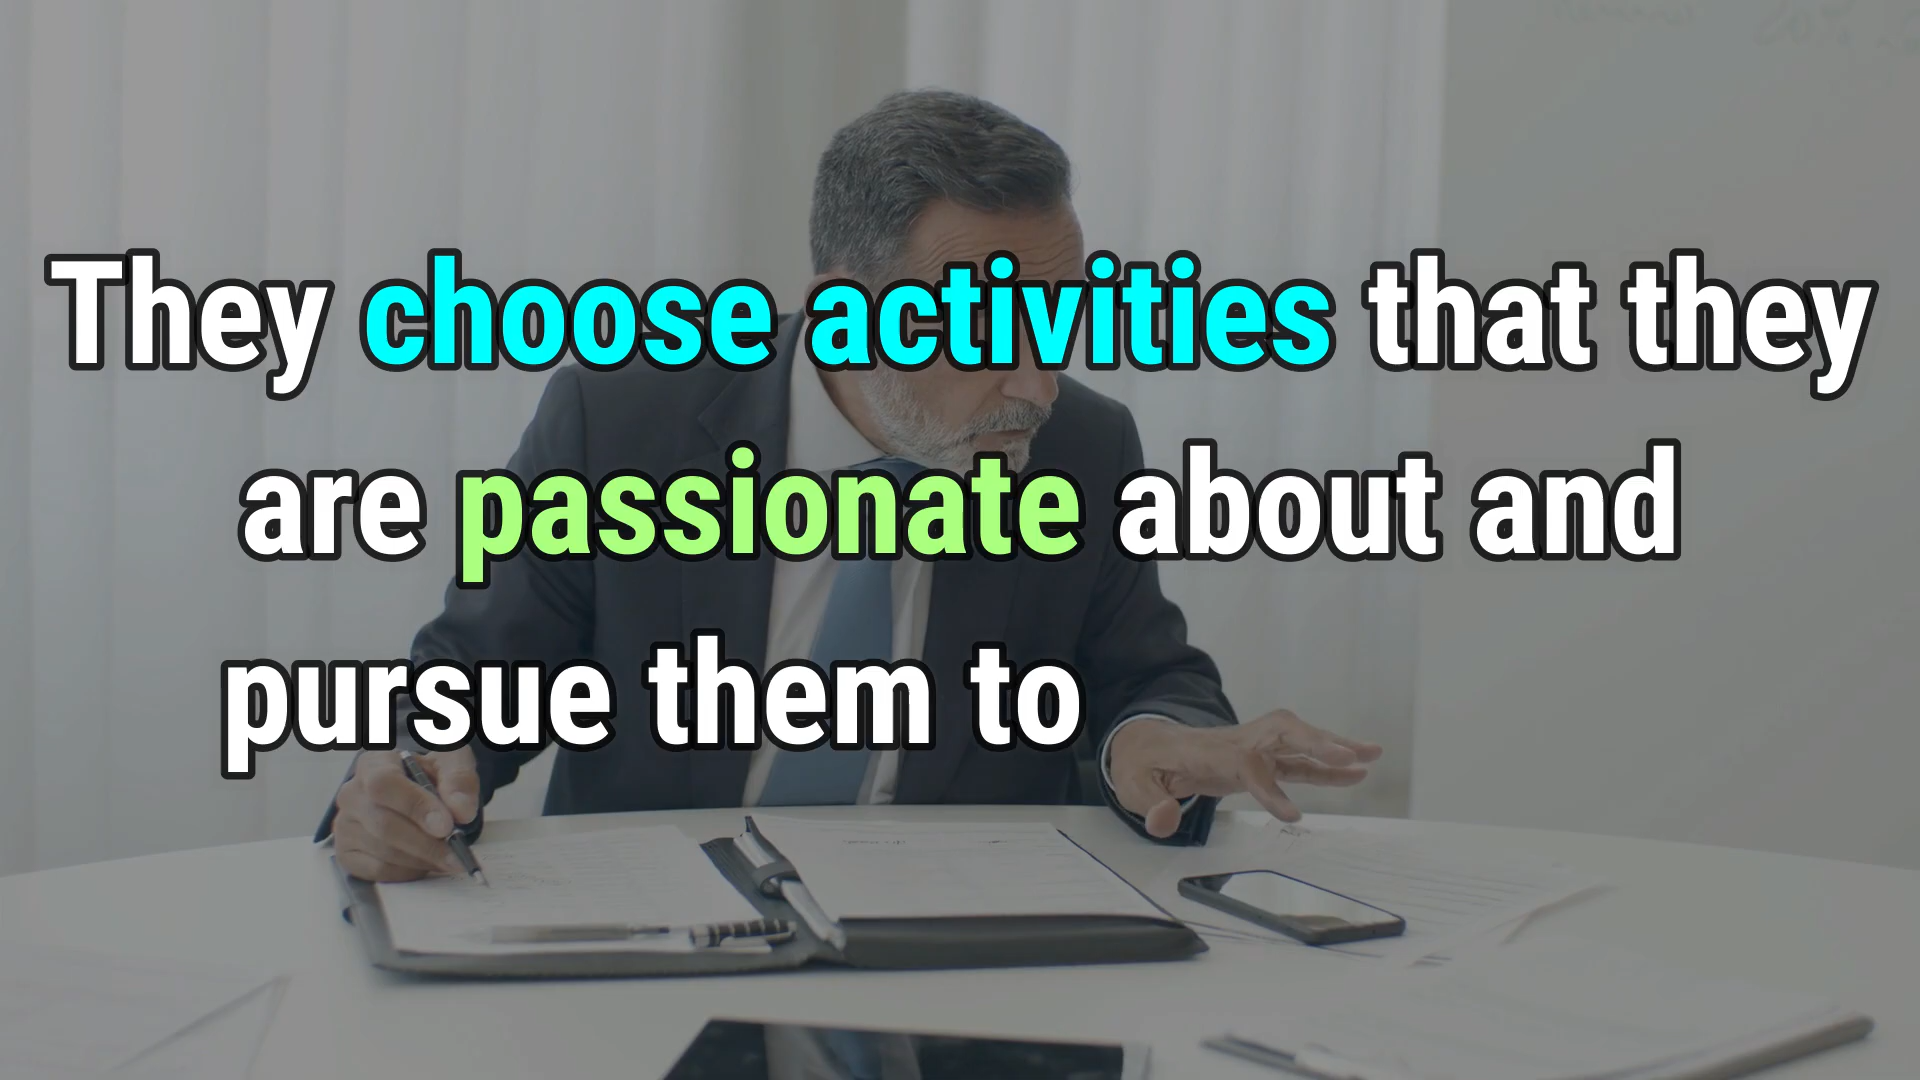 They choose activities that they
are passionate about and
pursue them to